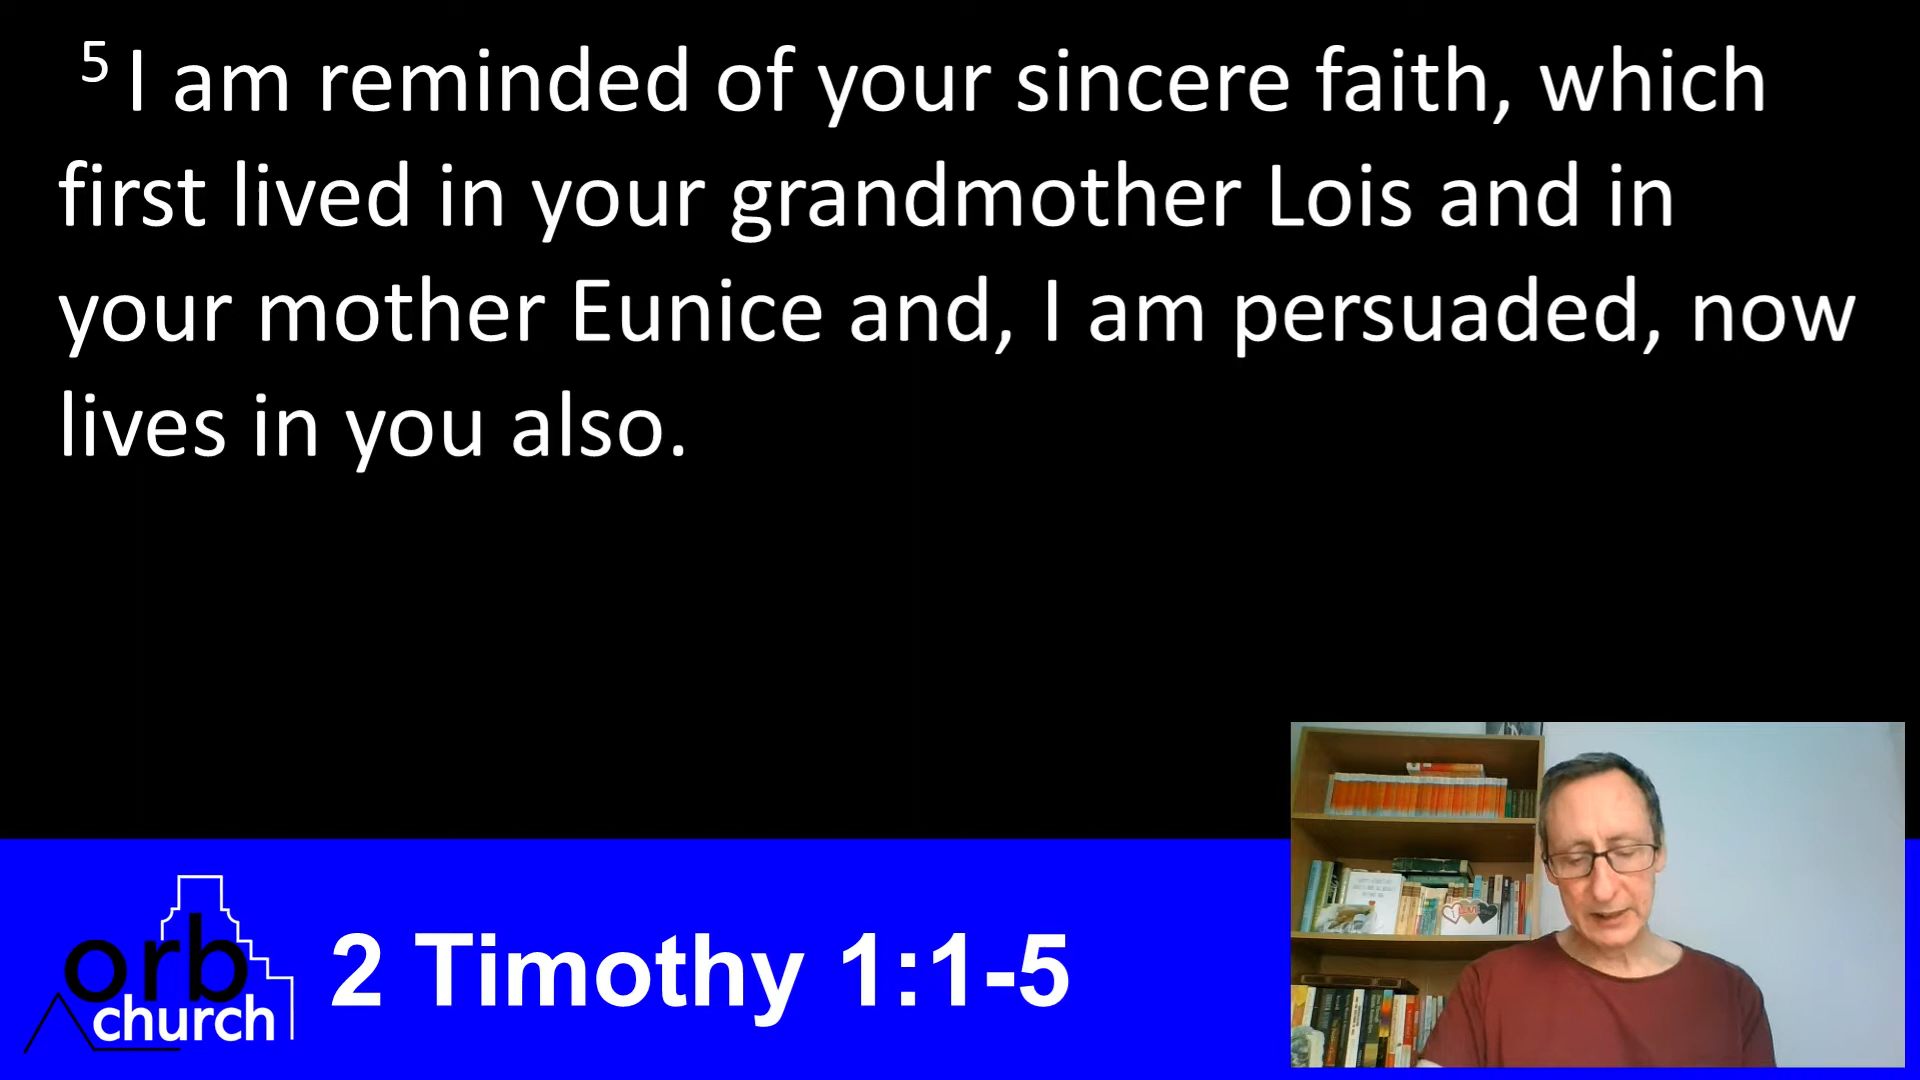 5 I am reminded of your sincere faith, which
first lived in your grandmother Lois and in
your mother Eunice and, I am persuaded, now
lives in you also.
orb
church
2 Timothy 1:1-5